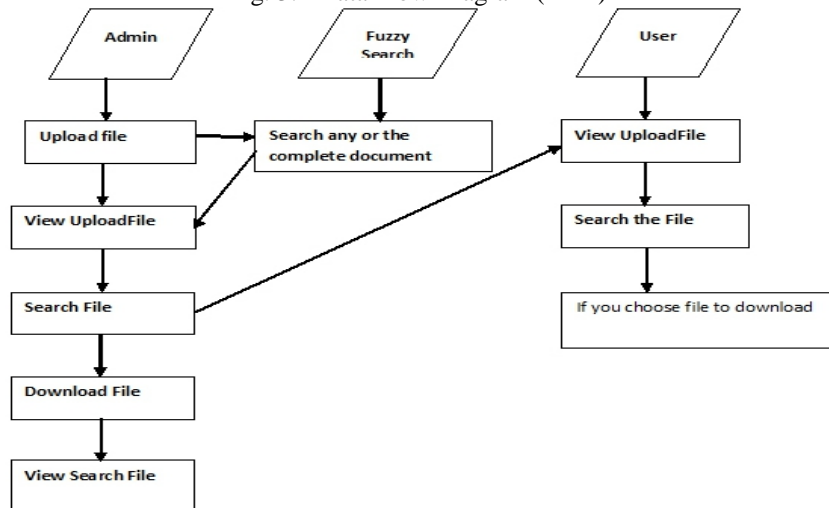 Admin
Fuzzy
Search
User
Upload file
Search any or the
complete document
View UploadFile
View UploadFile
Search the File
Search File
If you choose file to download
Download File
View Search File